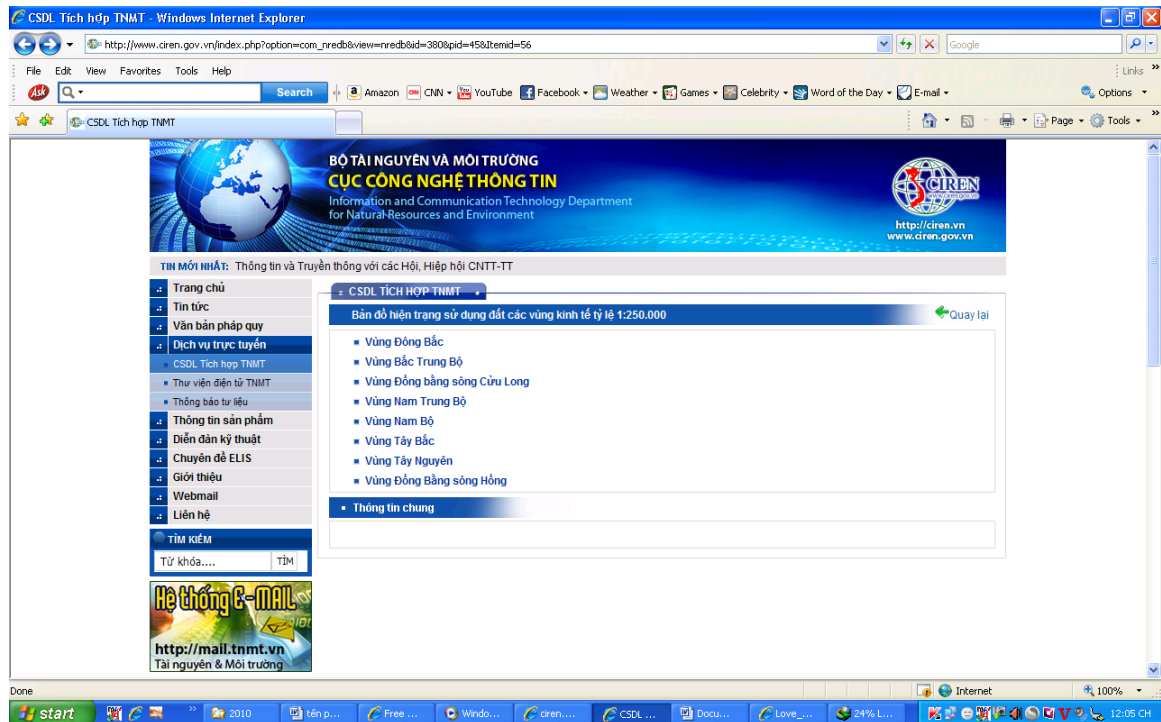 CSDL Tích hợp TNMT - Windows Internet Explorer
http://www.ciren.gov.vn/index.php?option=com_nredb&view=nredb&id=380&pid=45&Itemid=56
Google
File Edit View Favorites Tools Help
Links
Ask Search Amazon CNN YouTube Facebook Weather Games Celebrity Word of the Day E-mail Options
CSDL Tích hợp TNMT
Page Tools
BỘ TÀI NGUYÊN VÀ MÔI TRƯỜNG
CỤC CÔNG NGHỆ THÔNG TIN
Information and Communication Technology Department
for Natural Resources and Environment
CIREN
http://ciren.vn
www.ciren.gov.vn
TIN MỚI NHẤT: Thông tin và Truyền thông với các Hội, Hiệp hội CNTT-TT
Trang chủ
Tin tức
Văn bản pháp quy
Dịch vụ trực tuyến
CSDL Tích hợp TNMT
Thư viện điện tử TNMT
Thông báo tư liệu
Thông tin sản phẩm
Diễn đàn kỹ thuật
Chuyên đề ELIS
Giới thiệu
Webmail
Liên hệ
TÌM KIẾM
Từ khóa.... TÌM
Hệ thống E-MAIL
http://mail.tnmt.vn
Tài nguyên & Môi trường
CSDL TÍCH HỢP TNMT
Bản đồ hiện trạng sử dụng đất các vùng kinh tế tỷ lệ 1:250.000
Quay lại
Vùng Đông Bắc
Vùng Bắc Trung Bộ
Vùng Đồng bằng sông Cửu Long
Vùng Nam Trung Bộ
Vùng Nam Bộ
Vùng Tây Bắc
Vùng Tây Nguyên
Vùng Đồng Bằng sông Hồng
Thông tin chung
Done
Internet
100%
start
2010
tên p...
Free ...
Windo...
ciren....
CSDL ...
Docu...
Love_...
24% L...
12:05 CH